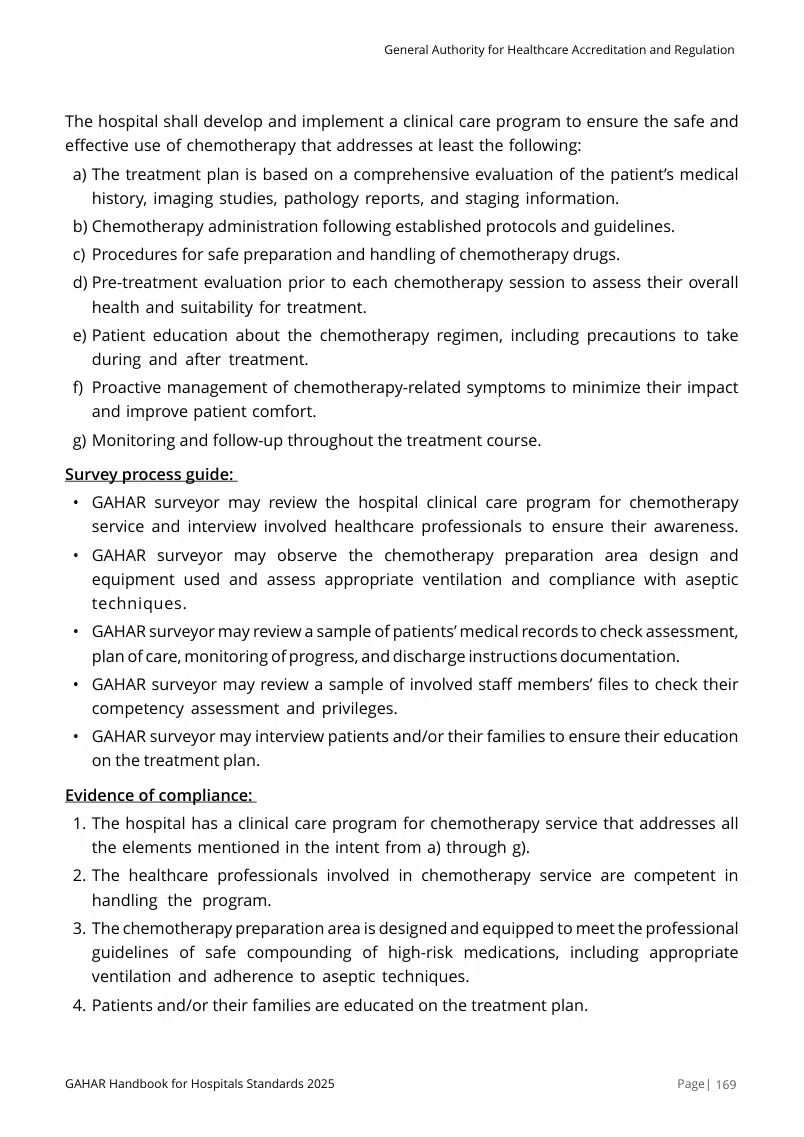 General Authority for Healthcare Accreditation and Regulation
The hospital shall develop and implement a clinical care program to ensure the safe and
effective use of chemotherapy that addresses at least the following:
a) The treatment plan is based on a comprehensive evaluation of the patient’s medical
history, imaging studies, pathology reports, and staging information.
b) Chemotherapy administration following established protocols and guidelines.
c) Procedures for safe preparation and handling of chemotherapy drugs.
d) Pre-treatment evaluation prior to each chemotherapy session to assess their overall
health and suitability for treatment.
e) Patient education about the chemotherapy regimen, including precautions to take
during and after treatment.
f) Proactive management of chemotherapy-related symptoms to minimize their impact
and improve patient comfort.
g) Monitoring and follow-up throughout the treatment course.
Survey process guide:
• GAHAR surveyor may review the hospital clinical care program for chemotherapy
service and interview involved healthcare professionals to ensure their awareness.
• GAHAR surveyor may observe the chemotherapy preparation area design and
equipment used and assess appropriate ventilation and compliance with aseptic
techniques.
• GAHAR surveyor may review a sample of patients’ medical records to check assessment,
plan of care, monitoring of progress, and discharge instructions documentation.
• GAHAR surveyor may review a sample of involved staff members’ files to check their
competency assessment and privileges.
• GAHAR surveyor may interview patients and/or their families to ensure their education
on the treatment plan.
Evidence of compliance:
1. The hospital has a clinical care program for chemotherapy service that addresses all
the elements mentioned in the intent from a) through g).
2. The healthcare professionals involved in chemotherapy service are competent in
handling the program.
3. The chemotherapy preparation area is designed and equipped to meet the professional
guidelines of safe compounding of high-risk medications, including appropriate
ventilation and adherence to aseptic techniques.
4. Patients and/or their families are educated on the treatment plan.
GAHAR Handbook for Hospitals Standards 2025
Page| 169